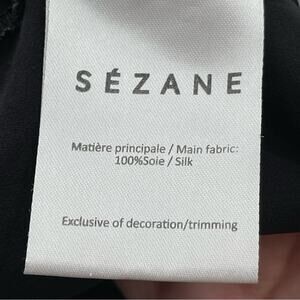 SÉZANE
Matière principale / Main fabric:
100%Soie / Silk
Exclusive of decoration/trimming